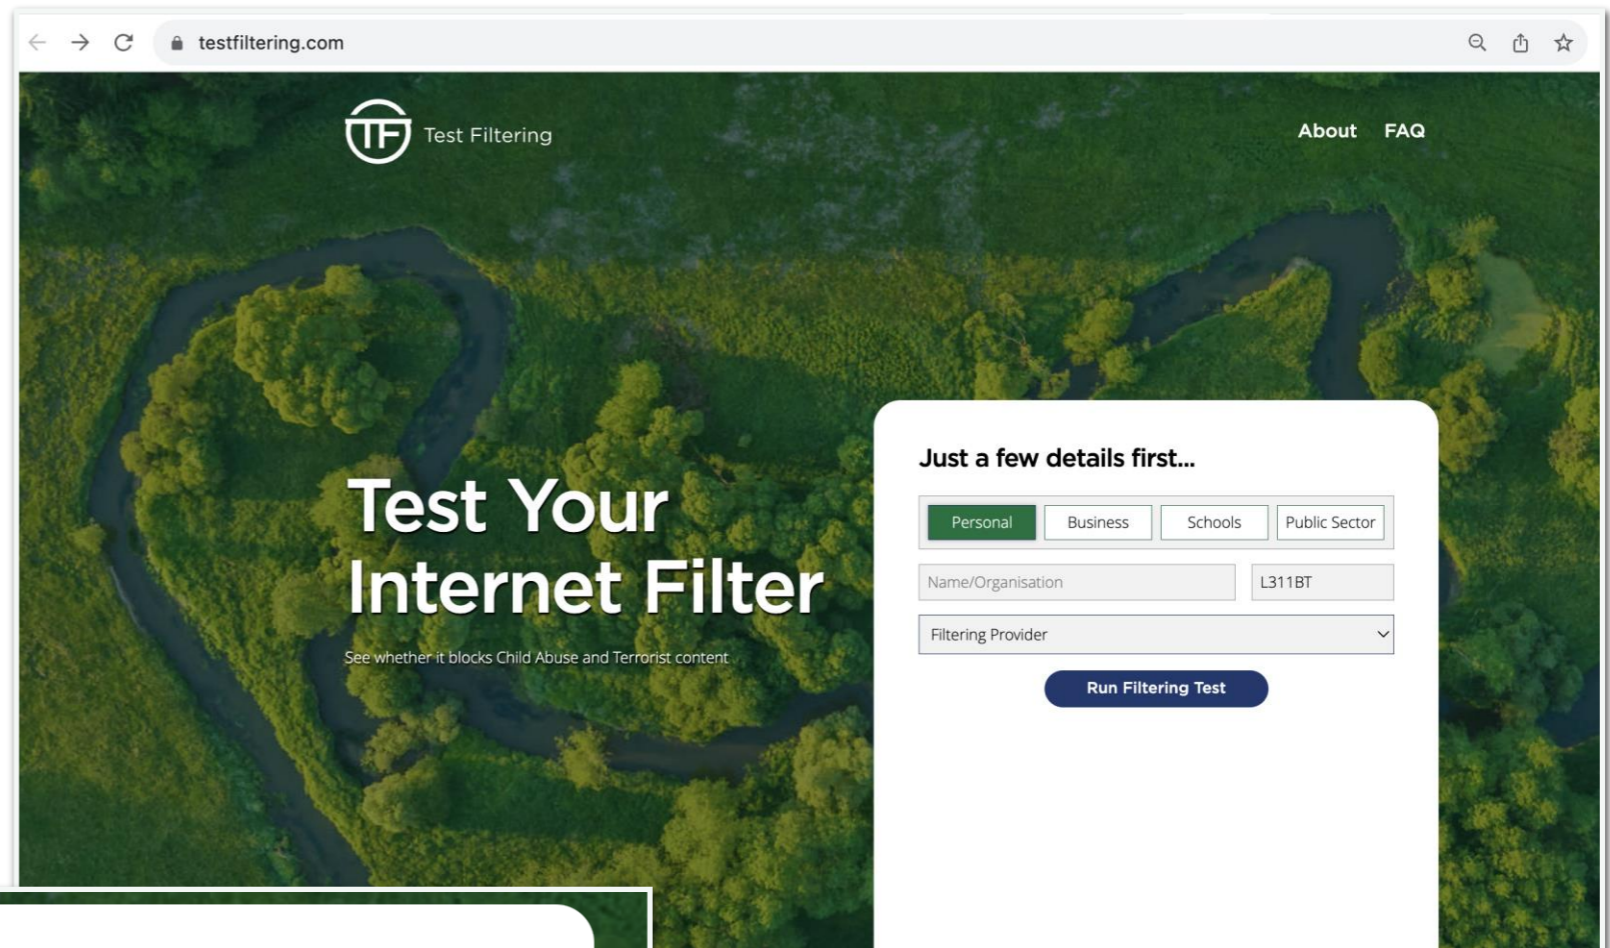 testfiltering.com
TF Test Filtering
About FAQ
Just a few details first...
Personal Business Schools Public Sector
Name/Organisation L311BT
Filtering Provider
Run Filtering Test
Test Your
Internet Filter
See whether it blocks Child Abuse and Terrorist content